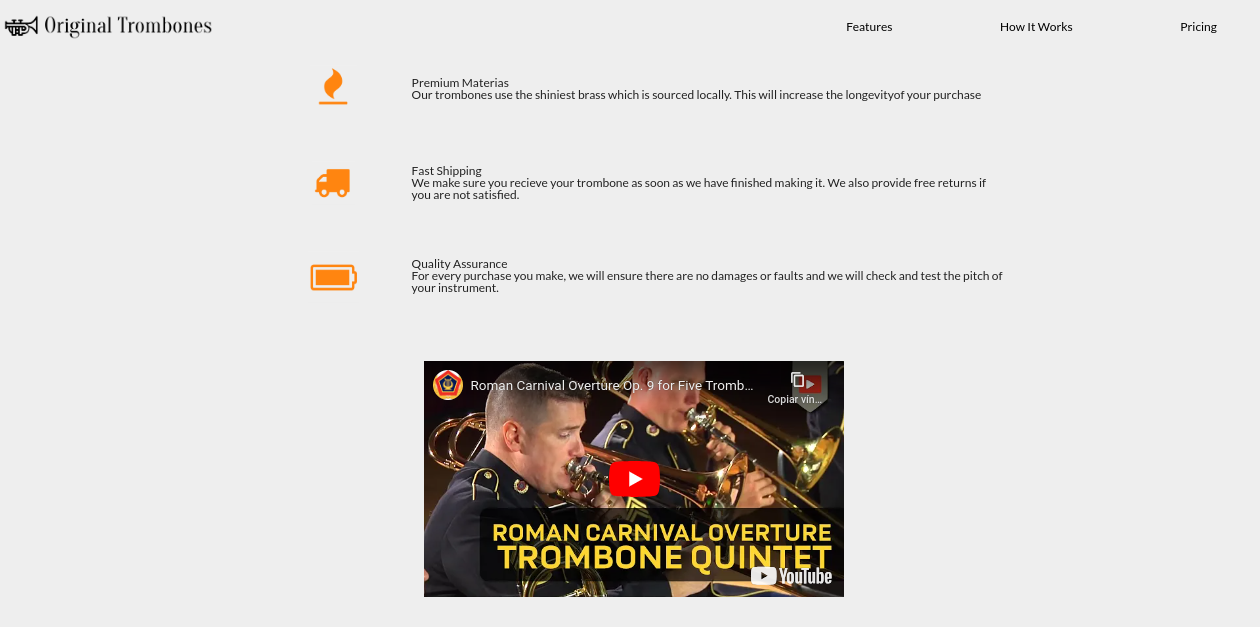 Original Trombones
Features
How It Works
Pricing
Premium Materias
Our trombones use the shiniest brass which is sourced locally. This will increase the longevityof your purchase
Fast Shipping
We make sure you recieve your trombone as soon as we have finished making it. We also provide free returns if
you are not satisfied.
Quality Assurance
For every purchase you make, we will ensure there are no damages or faults and we will check and test the pitch of
your instrument.
Roman Carnival Overture Op. 9 for Five Tromb...
Copiar vín...
ROMAN CARNIVAL OVERTURE
TROMBONE QUINTET
YouTube